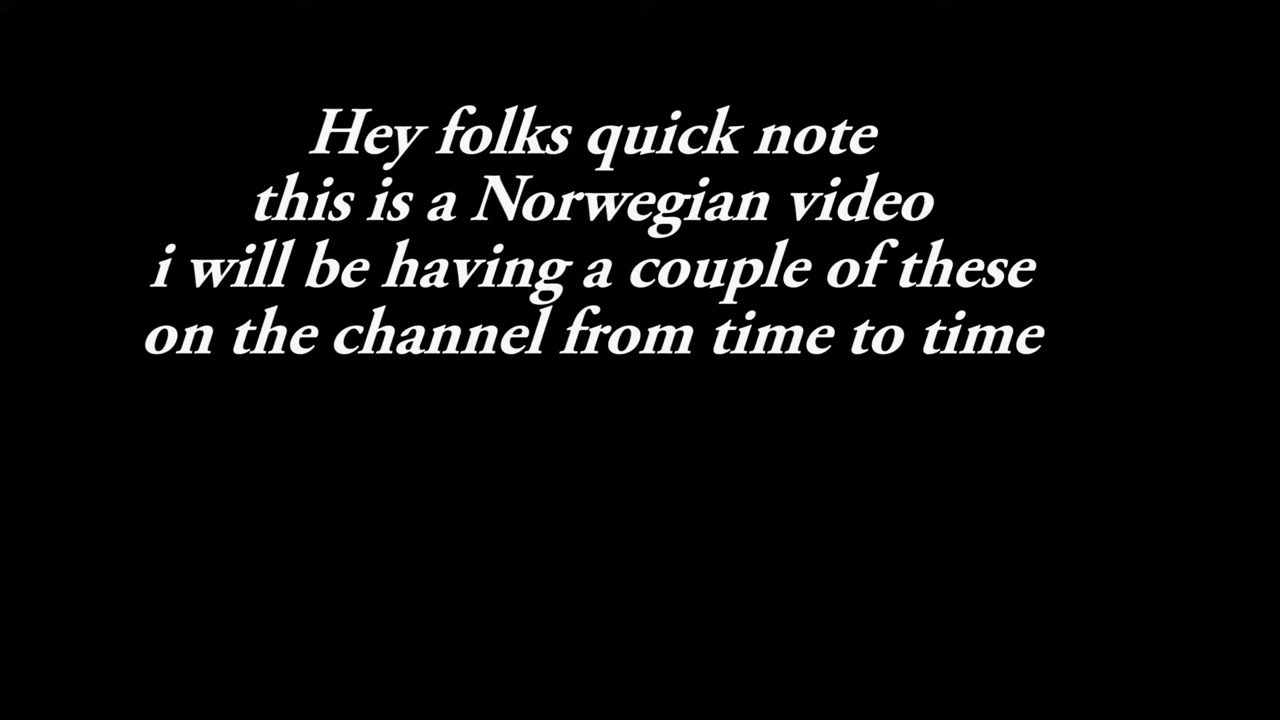 Hey folks quick note
this is a Norwegian video
i will be having a couple of these
on the channel from time to time